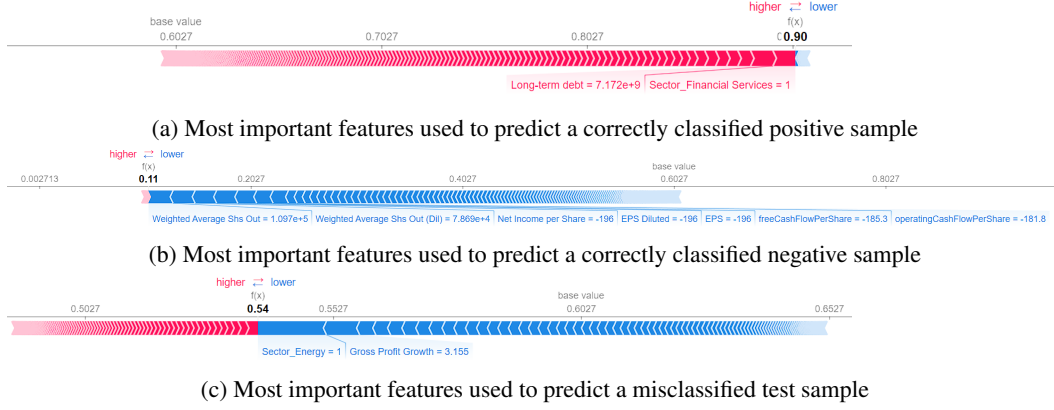 higher ⇄ lower
base value f(x)
0.6027 0.7027 0.8027 0.90
Long-term debt = 7.172e+9 Sector_Financial Services = 1
(a) Most important features used to predict a correctly classified positive sample
higher ⇄ lower
f(x) base value
0.002713 0.11 0.2027 0.4027 0.6027 0.8027
Weighted Average Shs Out = 1.097e+5 Weighted Average Shs Out (Dil) = 7.869e+4 Net Income per Share = -196 EPS Diluted = -196 EPS = -196 freeCashFlowPerShare = -185.3 operatingCashFlowPerShare = -181.8
(b) Most important features used to predict a correctly classified negative sample
higher ⇄ lower
f(x) base value
0.5027 0.54 0.5527 0.6027 0.6527
Sector_Energy = 1 Gross Profit Growth = 3.155
(c) Most important features used to predict a misclassified test sample